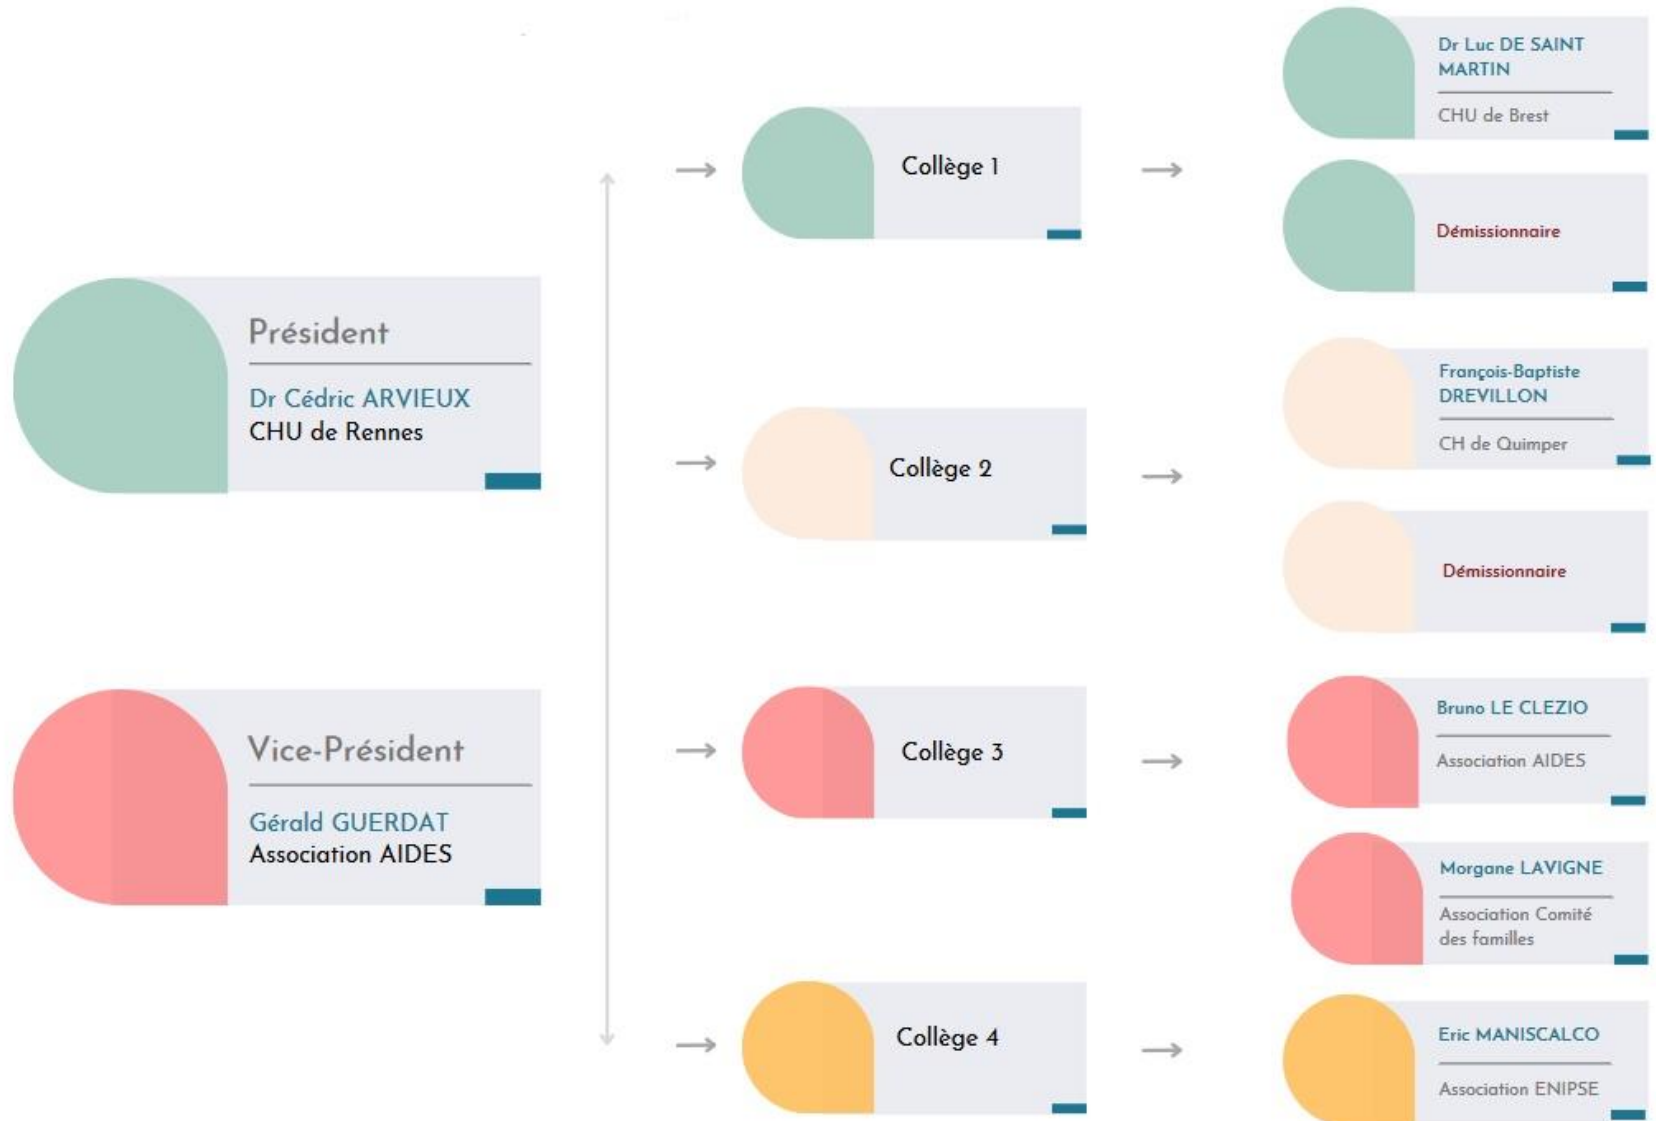 Président
Dr Cédric ARVIEUX
CHU de Rennes
Vice-Président
Gérald GUERDAT
Association AIDES
Collège 1
Collège 2
Collège 3
Collège 4
Dr Luc DE SAINT
MARTIN
CHU de Brest
Démissionnaire
François-Baptiste
DREVILLON
CH de Quimper
Démissionnaire
Bruno LE CLEZIO
Association AIDES
Morgane LAVIGNE
Association Comité
des familles
Eric MANISCALCO
Association ENIPSE